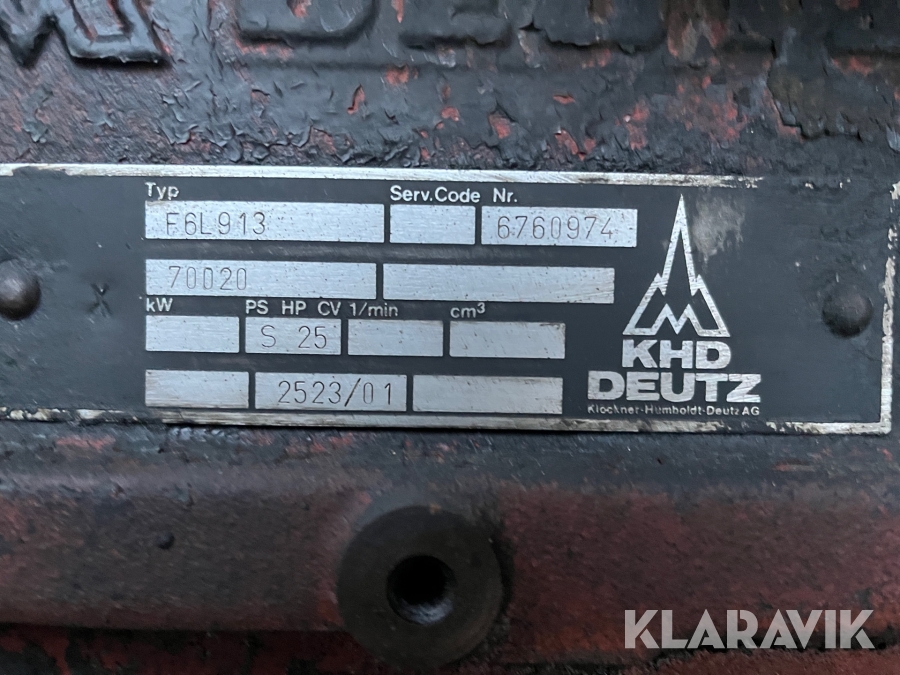 Typ Serv.Code Nr.
F6L913 6760974
70020
kW PS HP CV 1/min cm³
S 25
2523/01
KHD
DEUTZ
Klöckner-Humboldt-Deutz AG
KLARAVIK